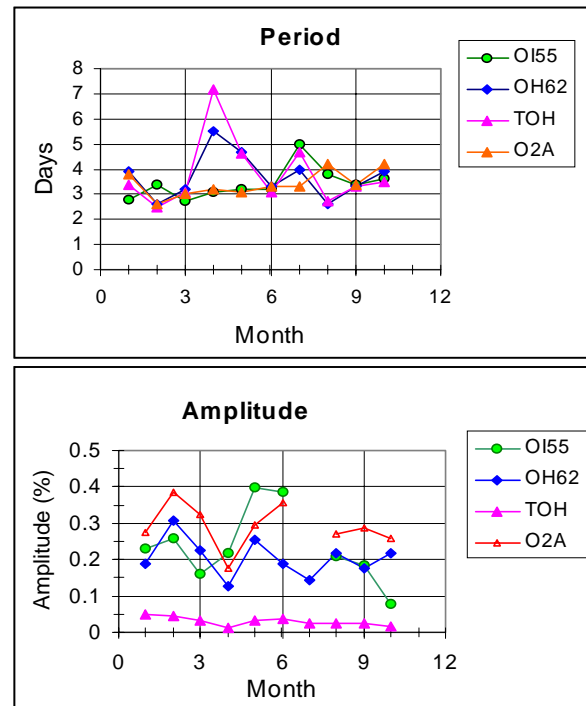 Period
8
7
6
5
4
3
2
1
0
Days
0 3 6 9 12
Month
OI55
OH62
TOH
O2A
Amplitude
0.5
0.4
0.3
0.2
0.1
0
Amplitude (%)
0 3 6 9 12
Month
OI55
OH62
TOH
O2A